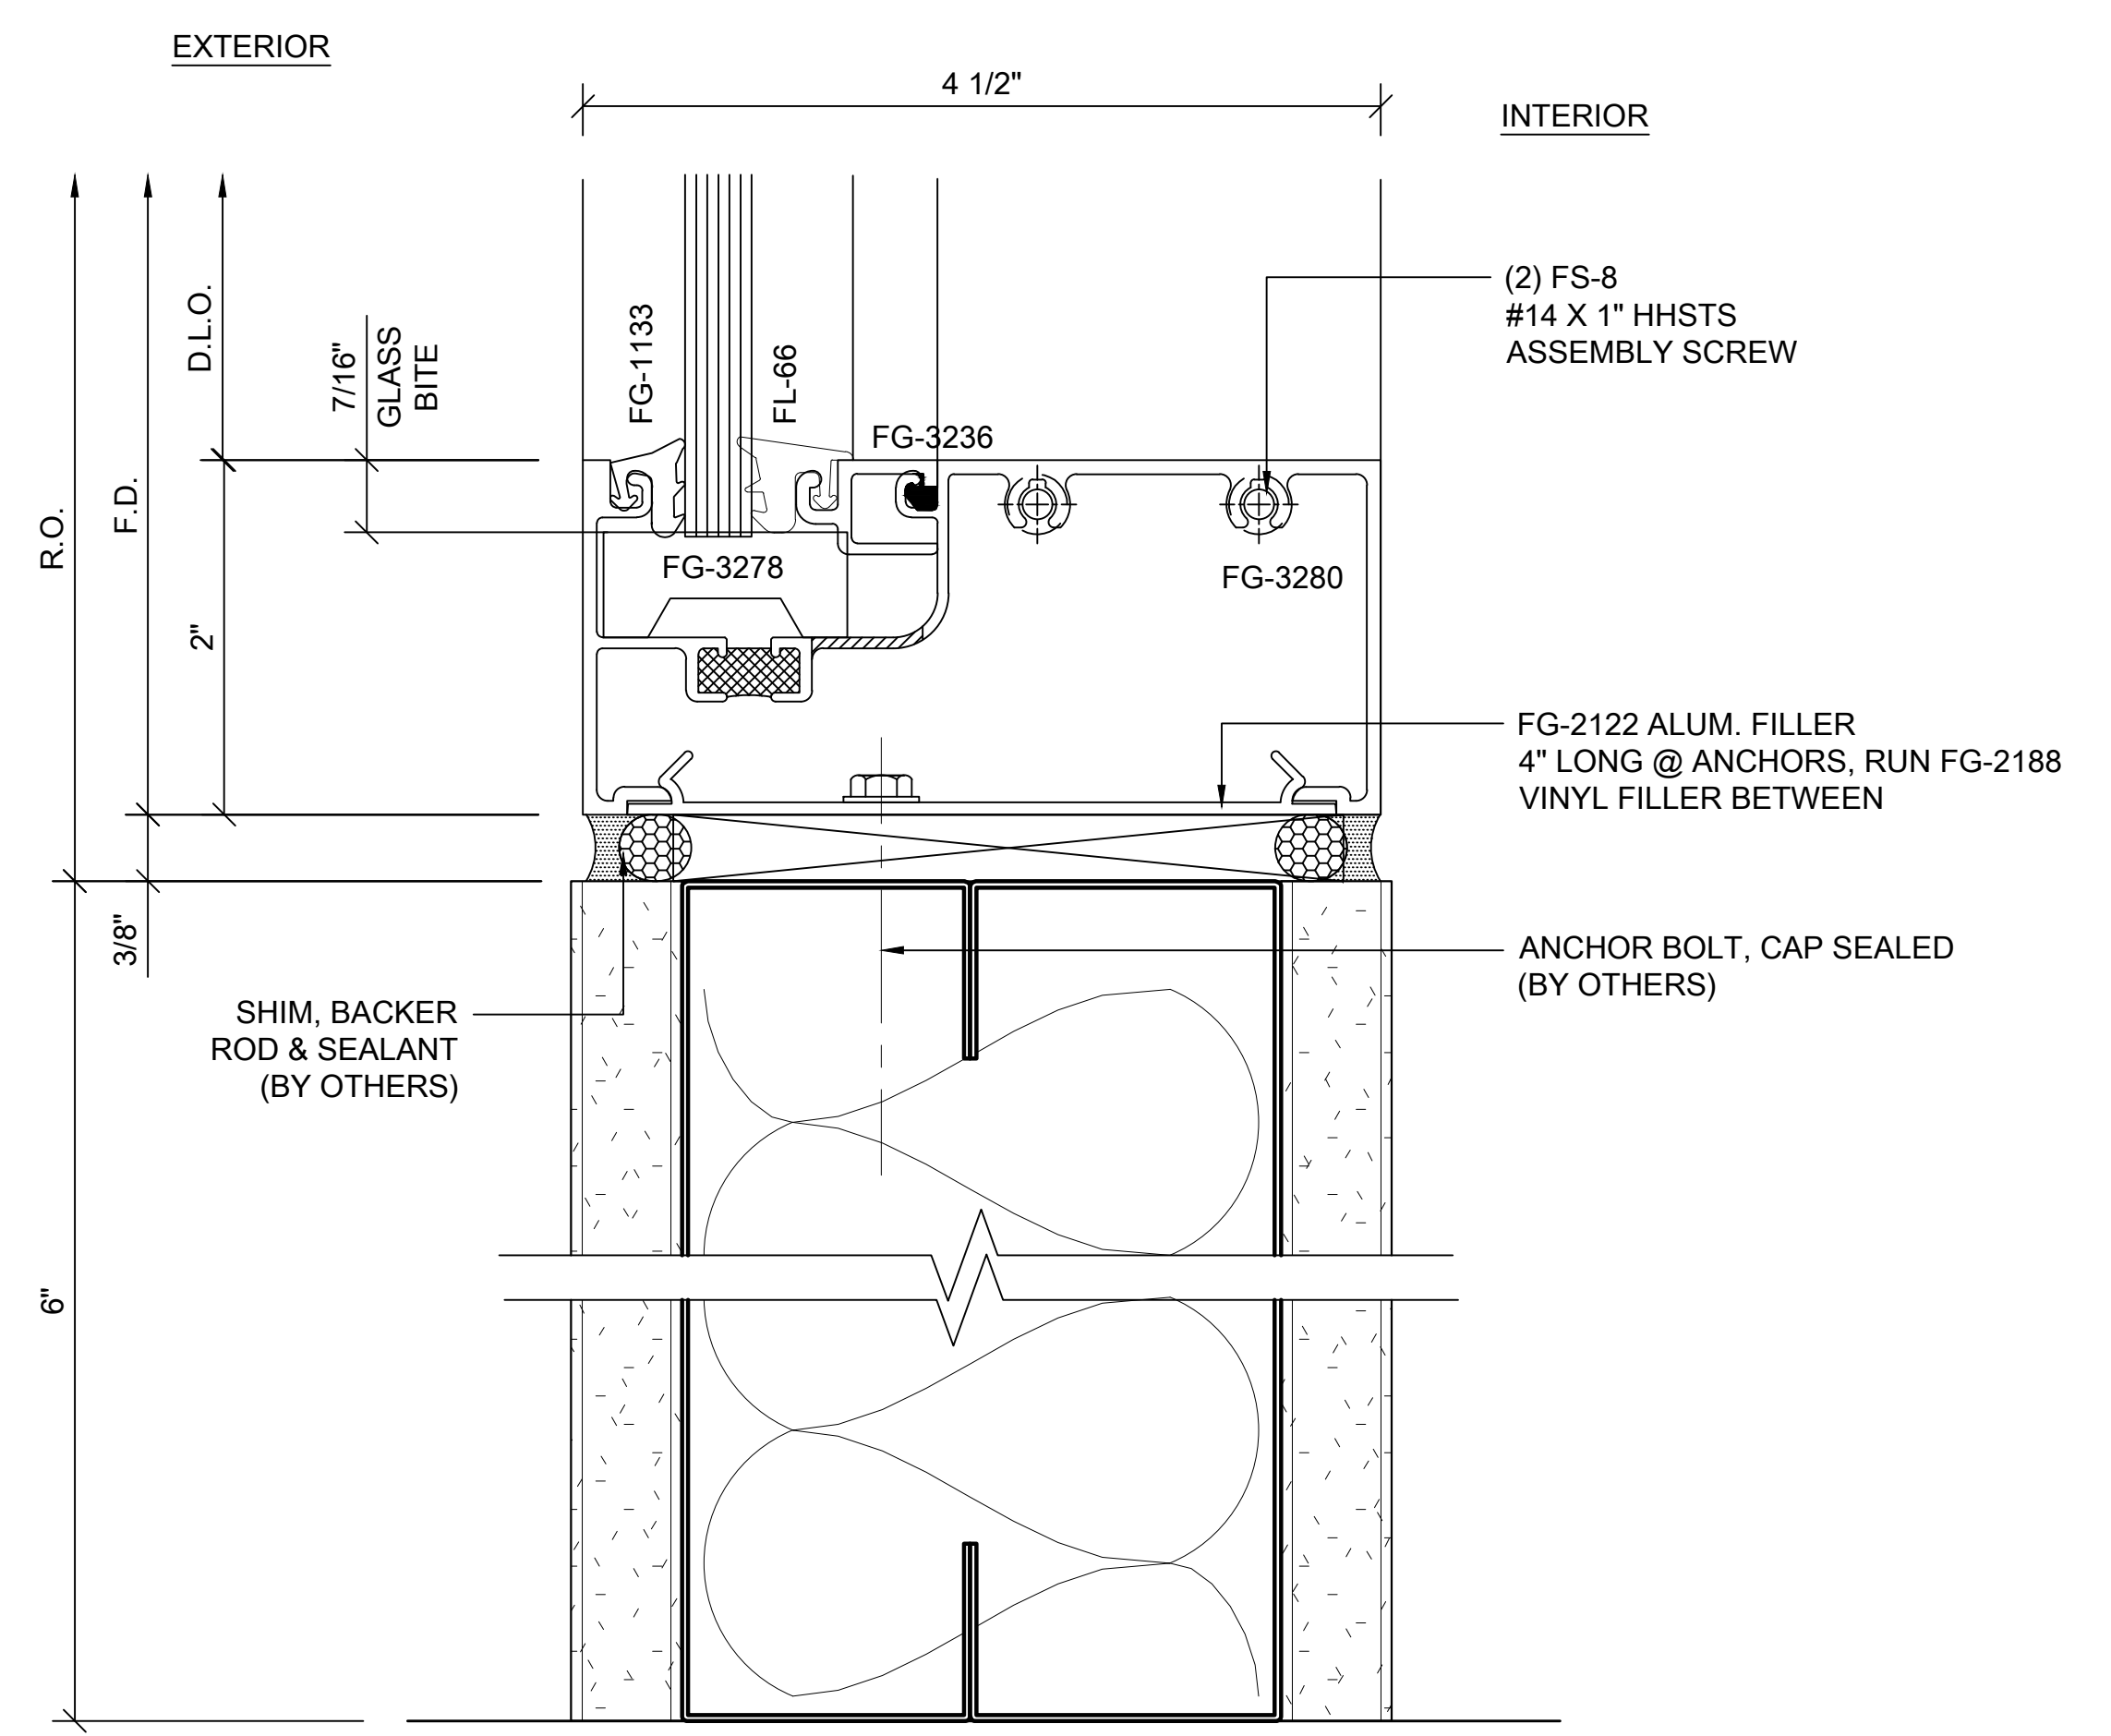 EXTERIOR
4 1/2"
INTERIOR
(2) FS-8
#14 X 1" HHSTS
ASSEMBLY SCREW
D.L.O.
7/16"
GLASS
BITE
FG-1133
FL-66
FG-3236
R.O.
F.D.
2"
FG-3278
FG-3280
FG-2122 ALUM. FILLER
4" LONG @ ANCHORS, RUN FG-2188
VINYL FILLER BETWEEN
3/8"
ANCHOR BOLT, CAP SEALED
(BY OTHERS)
SHIM, BACKER
ROD & SEALANT
(BY OTHERS)
6"